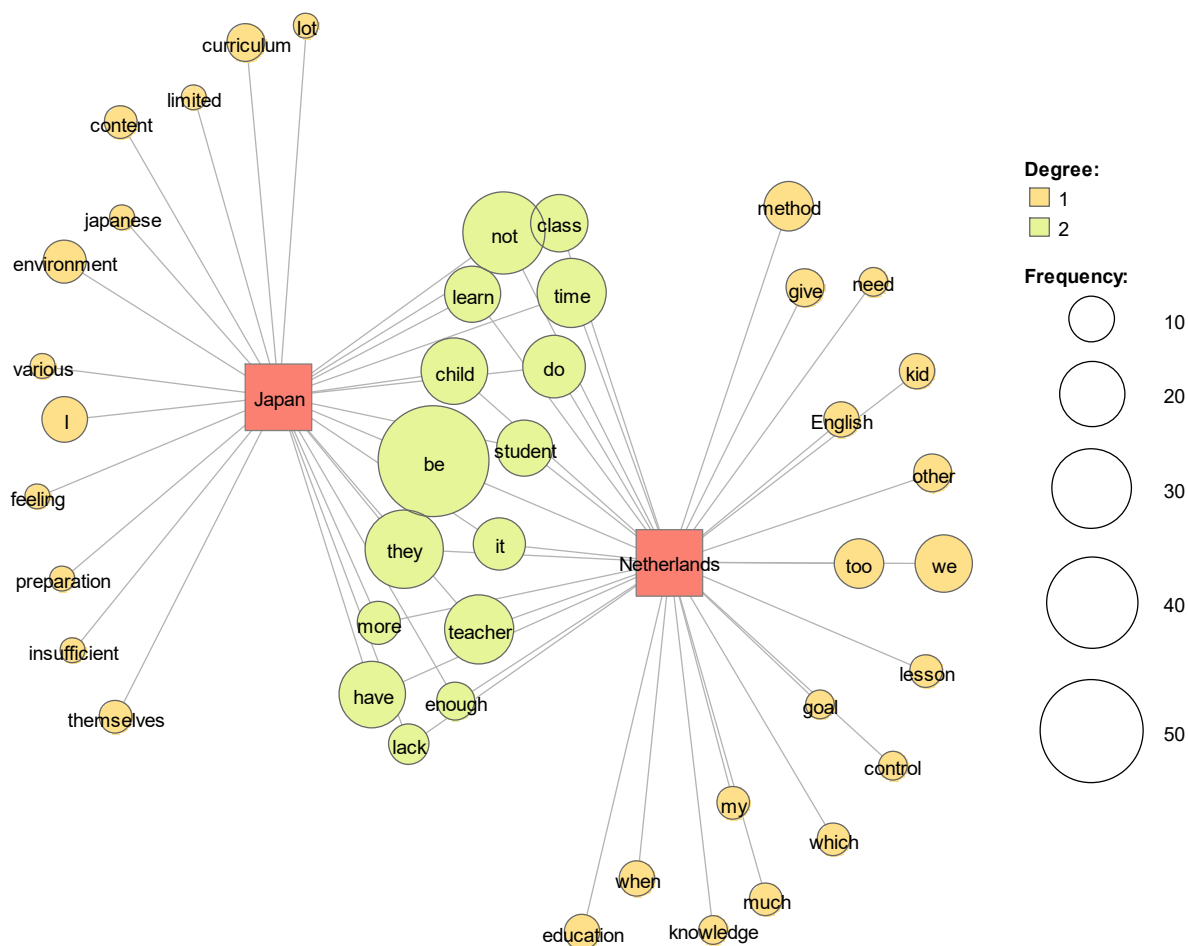 lot
curriculum
limited
content
japanese
environment
various
I
feeling
preparation
insufficient
themselves
Japan
not
class
learn
time
child
do
be
student
they
it
more
teacher
have
enough
lack
Netherlands
method
give
need
kid
English
other
too
we
lesson
goal
control
my
which
when
much
education
knowledge
Degree:
1
2
Frequency:
10
20
30
40
50